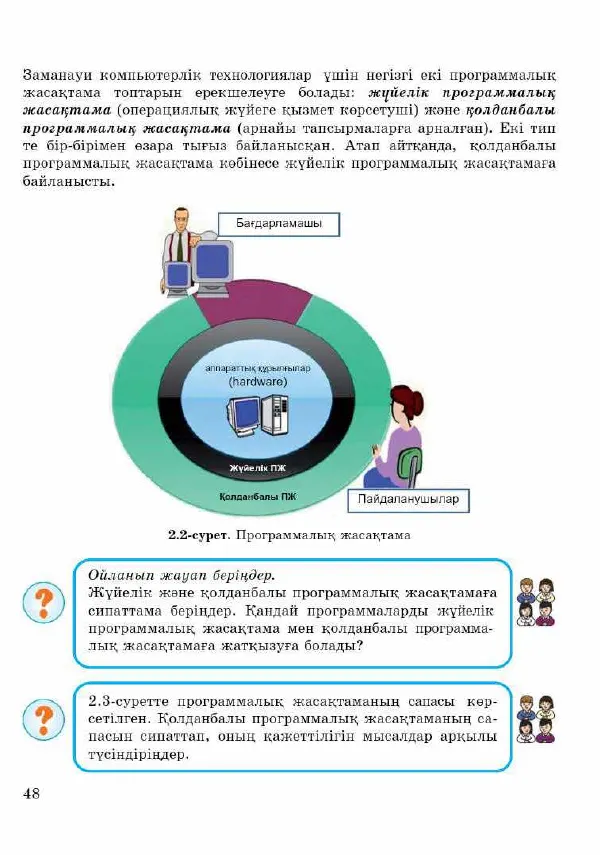 Заманауи компьютерлік технологиялар үшін негізгі екі программалық
жасақтама топтарын ерекшелеуге болады: жүйелік программалық
жасақтама (операциялық жүйеге қызмет көрсетуші) және қолданбалы
программалық жасақтама (арнайы тапсырмаларға арналған). Екі тип
те бір-бірімен өзара тығыз байланысқан. Атап айтқанда, қолданбалы
программалық жасақтама көбінесе жүйелік программалық жасақтамаға
байланысты.
Бағдарламашы
аппараттық құрылғылар
(hardware)
Жүйелік ПЖ
Қолданбалы ПЖ
Пайдаланушылар
2.2-сурет. Программалық жасақтама
Ойланып жауап беріңдер.
Жүйелік және қолданбалы программалық жасақтамаға
сипаттама беріңдер. Қандай программаларды жүйелік
программалық жасақтама мен қолданбалы программа-
лық жасақтамаға жатқызуға болады?
2.3-суретте программалық жасақтаманың сапасы көр-
сетілген. Қолданбалы программалық жасақтаманың са-
пасын сипаттап, оның қажеттілігін мысалдар арқылы
түсіндіріңдер.
48